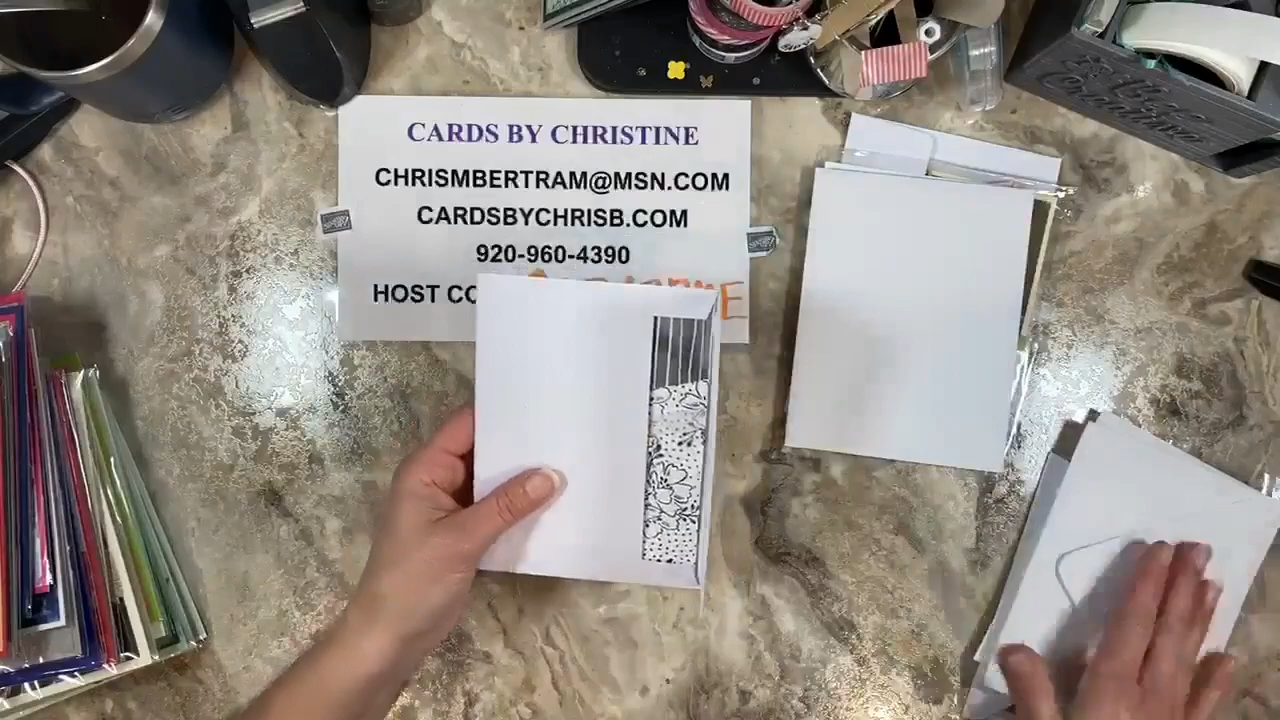 CARDS BY CHRISTINE
CHRISMBERTRAM@MSN.COM
CARDSBYCHRISB.COM
920-960-4390
HOST CO